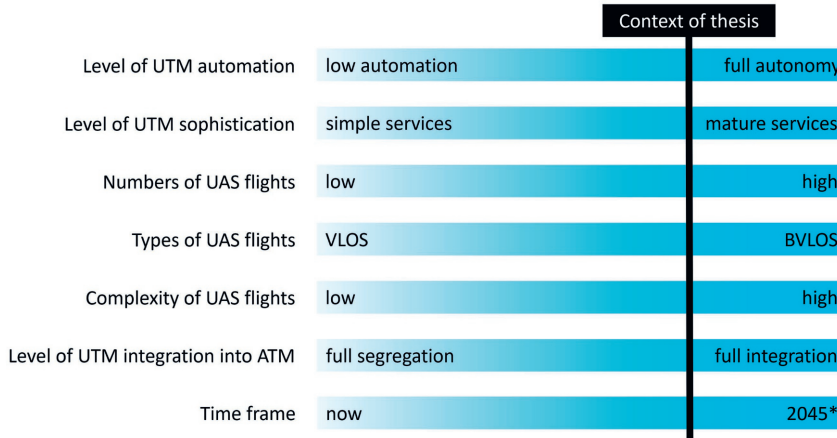 Context of thesis
Level of UTM automation low automation full autonomy
Level of UTM sophistication simple services mature services
Numbers of UAS flights low high
Types of UAS flights VLOS BVLOS
Complexity of UAS flights low high
Level of UTM integration into ATM full segregation full integration
Time frame now 2045*